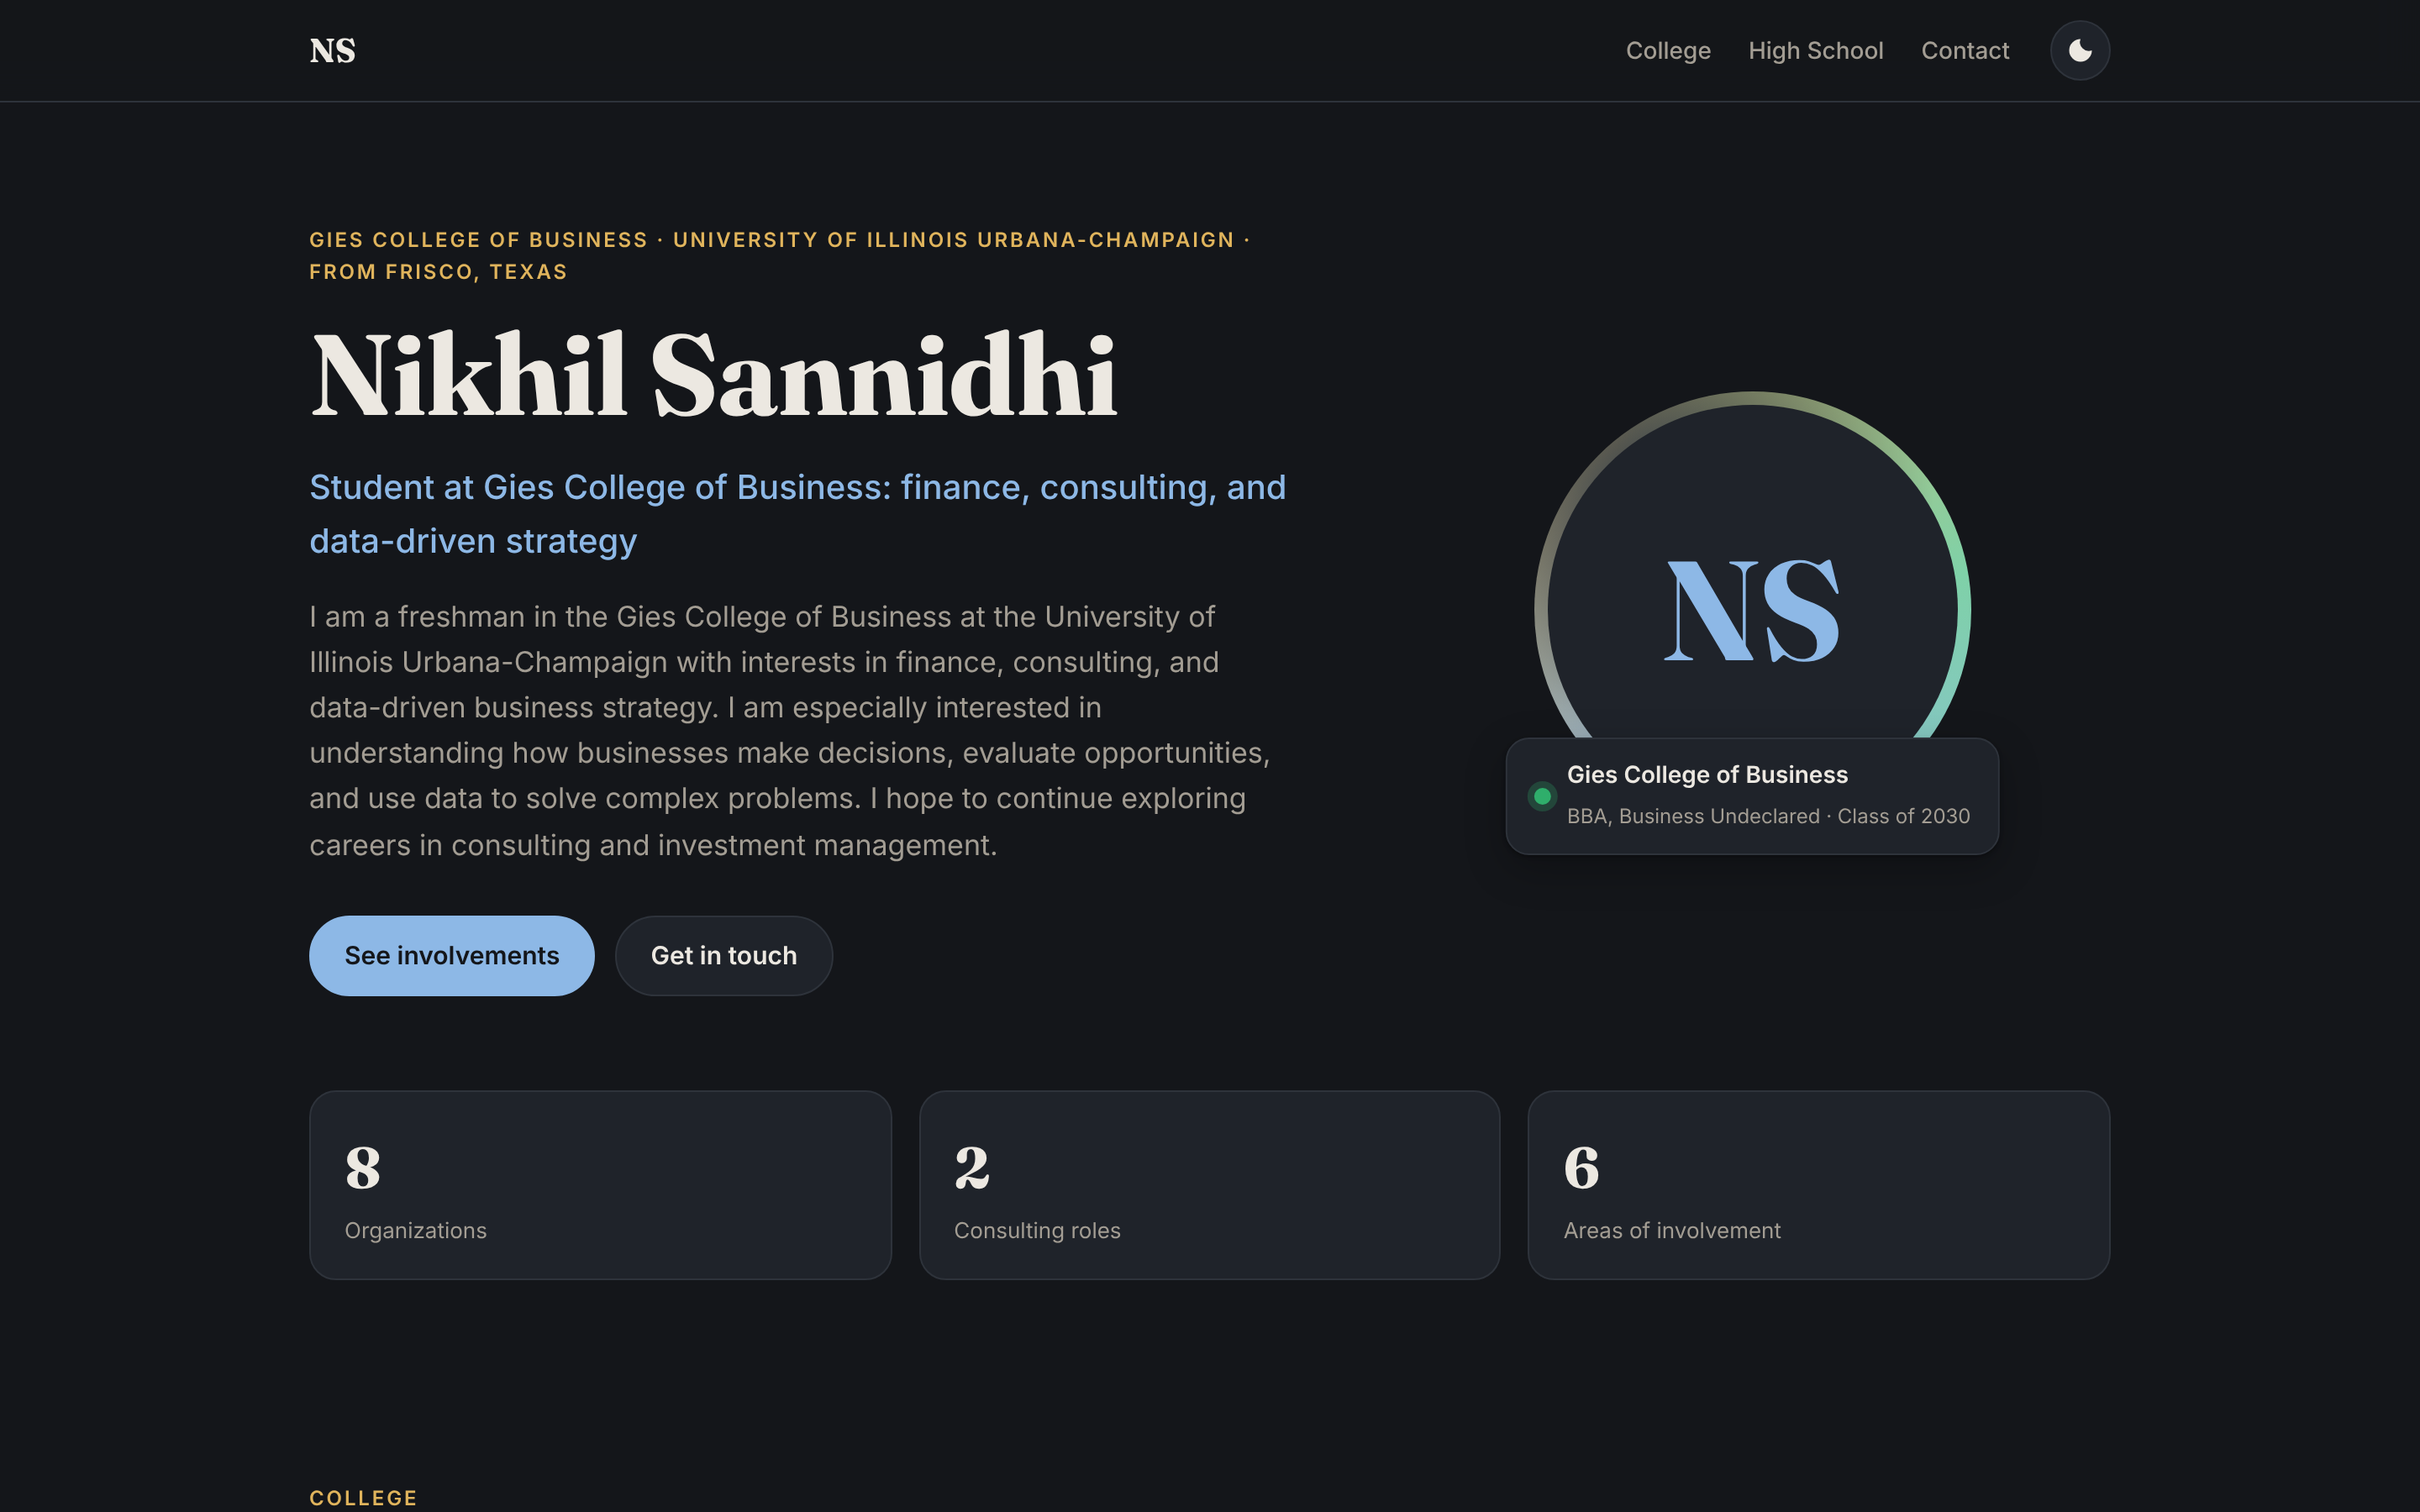 NS
College
High School
Contact
GIES COLLEGE OF BUSINESS · UNIVERSITY OF ILLINOIS URBANA-CHAMPAIGN ·
FROM FRISCO, TEXAS
Nikhil Sannidhi
Student at Gies College of Business: finance, consulting, and
data-driven strategy
I am a freshman in the Gies College of Business at the University of
Illinois Urbana-Champaign with interests in finance, consulting, and
data-driven business strategy. I am especially interested in
understanding how businesses make decisions, evaluate opportunities,
and use data to solve complex problems. I hope to continue exploring
careers in consulting and investment management.
See involvements
Get in touch
NS
Gies College of Business
BBA, Business Undeclared · Class of 2030
8
Organizations
2
Consulting roles
6
Areas of involvement
COLLEGE